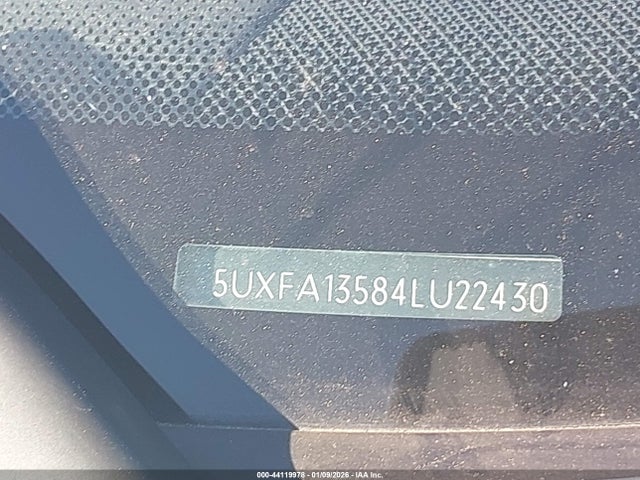 5UXFA13584LU22430
000-44119978 | 01/09/2026 | IAA Inc.